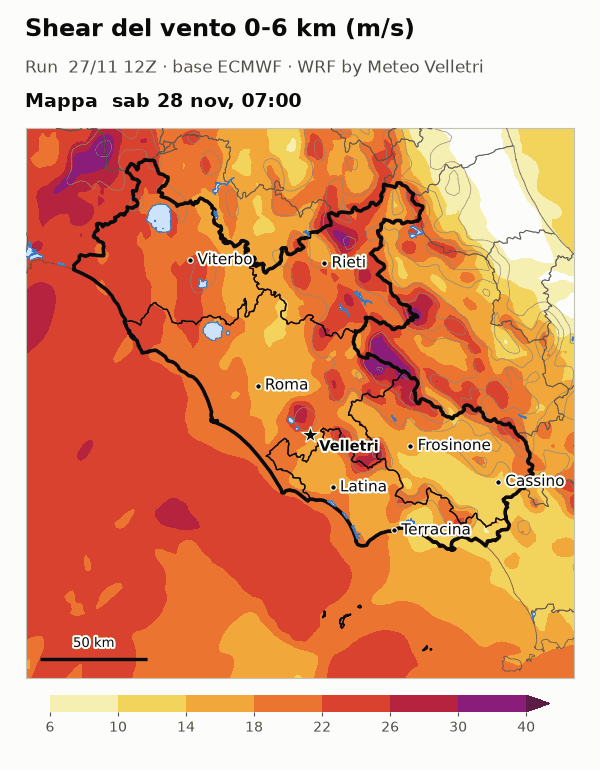 Shear del vento 0-6 km (m/s)
Run  27/11 12Z · base ECMWF · WRF by Meteo Velletri
Mappa  sab 28 nov, 07:00
Viterbo
Rieti
Roma
Velletri
Frosinone
Cassino
Latina
Terracina
50 km
6 10 14 18 22 26 30 40